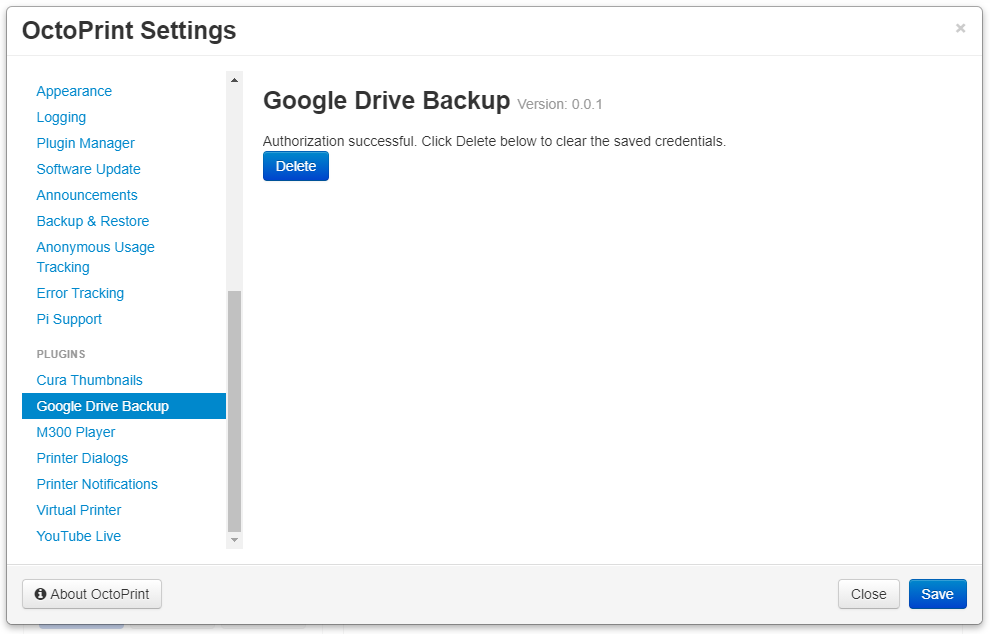 OctoPrint Settings
×
Appearance
Logging
Plugin Manager
Software Update
Announcements
Backup & Restore
Anonymous Usage
Tracking
Error Tracking
Pi Support
PLUGINS
Cura Thumbnails
Google Drive Backup
M300 Player
Printer Dialogs
Printer Notifications
Virtual Printer
YouTube Live
Google Drive Backup Version: 0.0.1
Authorization successful. Click Delete below to clear the saved credentials.
Delete
About OctoPrint
Close
Save